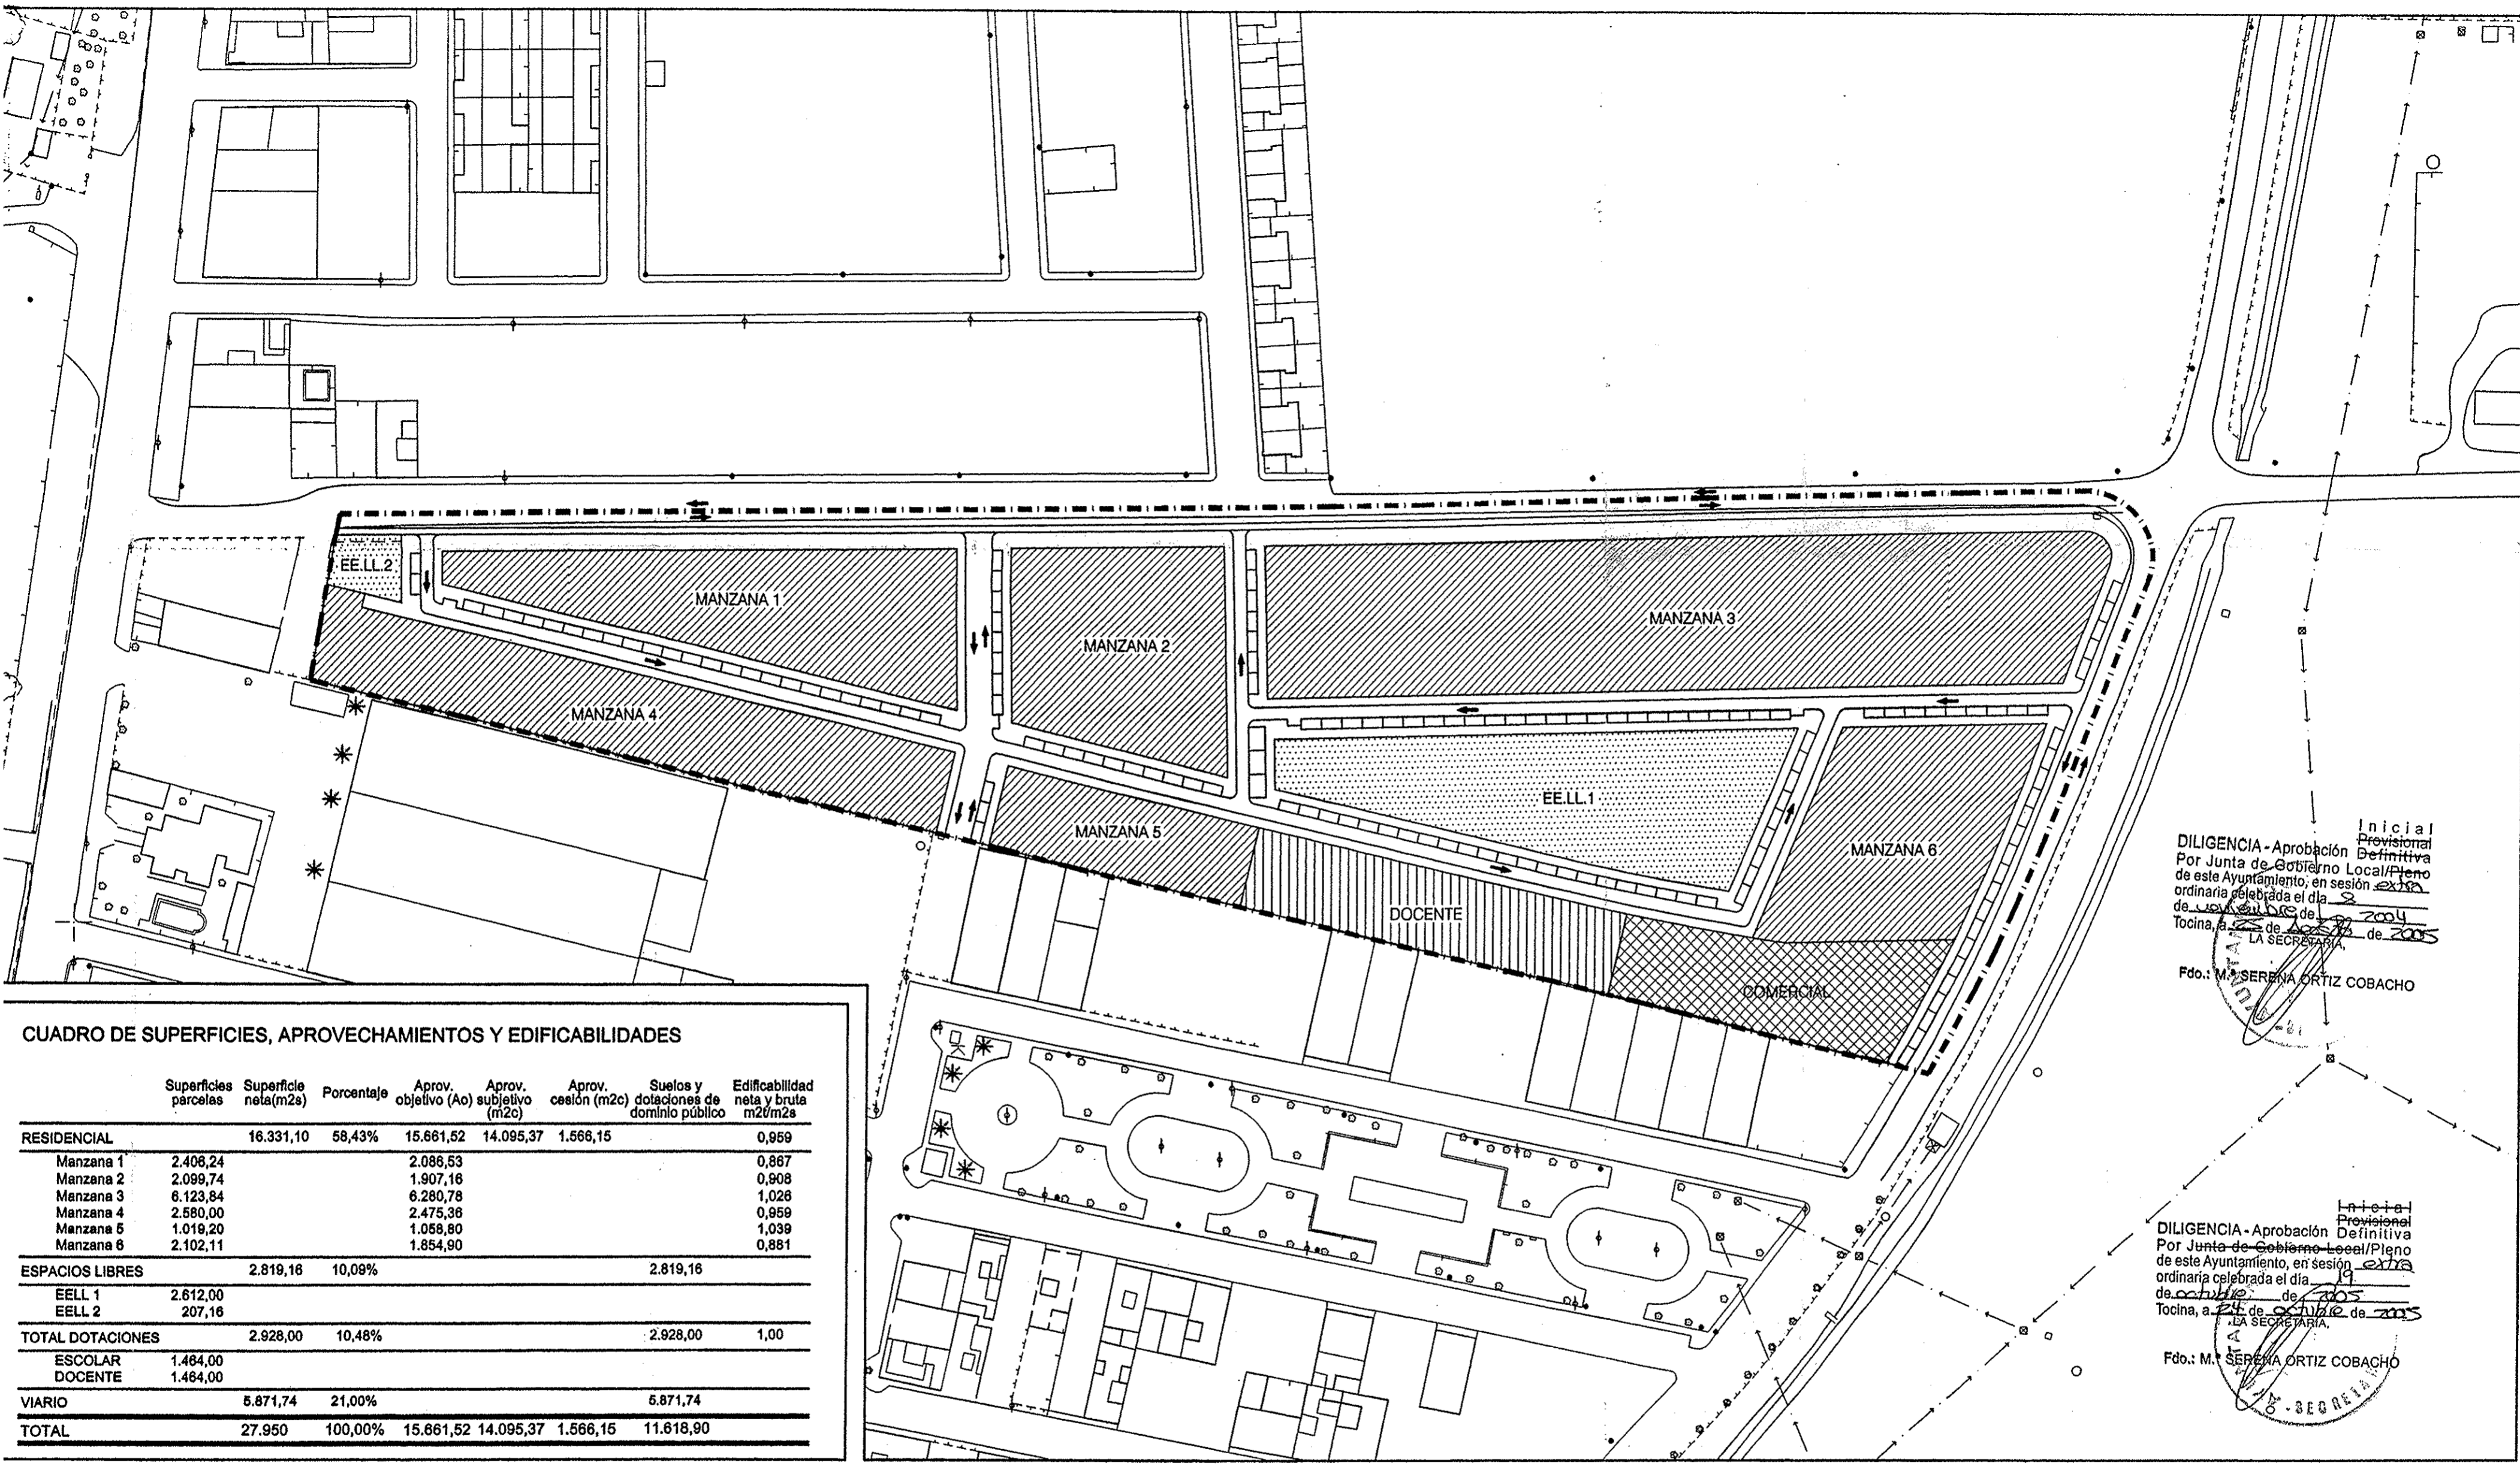 EE.LL.2
MANZANA 1
MANZANA 2
MANZANA 3
MANZANA 4
MANZANA 5
EE.LL.1
MANZANA 6
DOCENTE
COMERCIAL
Inicial
Provisional
DILIGENCIA - Aprobación Definitiva
Por Junta de Gobierno Local/Pleno
de este Ayuntamiento, en sesión extra
ordinaria celebrada el día 8
de noviembre de 2004
Tocina, a 25 de Agosto de 2005
LA SECRETARIA,
Fdo.: M.ª SERENA ORTIZ COBACHO
Inicial
Provisional
DILIGENCIA - Aprobación Definitiva
Por Junta de Gobierno Local/Pleno
de este Ayuntamiento, en sesión extra
ordinaria celebrada el día 19
de octubre, de 2005
Tocina, a 24 de octubre de 2005
LA SECRETARIA,
Fdo.: M.ª SERENA ORTIZ COBACHO
CUADRO DE SUPERFICIES, APROVECHAMIENTOS Y EDIFICABILIDADES
Superficies parcelas Superficie neta(m2s) Porcentaje Aprov. objetivo (Ao) Aprov. subjetivo (m2c) Aprov. cesión (m2c) Suelos y dotaciones de dominio público Edificabilidad neta y bruta m2t/m2s
RESIDENCIAL 16.331,10 58,43% 15.661,52 14.095,37 1.566,15 0,959
Manzana 1 2.406,24 2.086,53 0,867
Manzana 2 2.099,74 1.907,16 0,908
Manzana 3 6.123,84 6.280,78 1,026
Manzana 4 2.580,00 2.475,36 0,959
Manzana 5 1.019,20 1.058,80 1,039
Manzana 6 2.102,11 1.854,90 0,881
ESPACIOS LIBRES 2.819,16 10,09% 2.819,16
EELL 1 2.612,00
EELL 2 207,16
TOTAL DOTACIONES 2.928,00 10,48% 2.928,00 1,00
ESCOLAR 1.464,00
DOCENTE 1.464,00
VIARIO 5.871,74 21,00% 5.871,74
TOTAL 27.950 100,00% 15.661,52 14.095,37 1.566,15 11.618,90